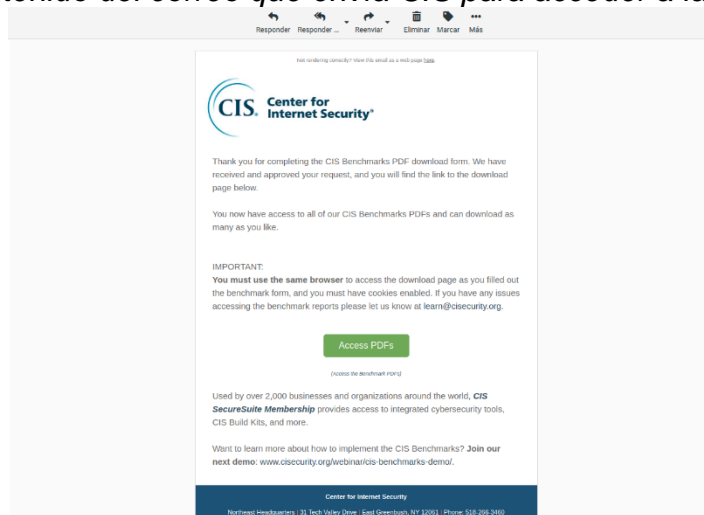 tenido del correo que envía CIS para acceder a la
Responder Responder ... Reenviar Eliminar Marcar Más
Not rendering correctly? View this email as a web page here.
CIS. Center for
Internet Security®
Thank you for completing the CIS Benchmarks PDF download form. We have
received and approved your request, and you will find the link to the download
page below.
You now have access to all of our CIS Benchmarks PDFs and can download as
many as you like.
IMPORTANT:
You must use the same browser to access the download page as you filled out
the benchmark form, and you must have cookies enabled. If you have any issues
accessing the benchmark reports please let us know at learn@cisecurity.org.
Access PDFs
(Access the Benchmark PDFs)
Used by over 2,000 businesses and organizations around the world, CIS
SecureSuite Membership provides access to integrated cybersecurity tools,
CIS Build Kits, and more.
Want to learn more about how to implement the CIS Benchmarks? Join our
next demo: www.cisecurity.org/webinar/cis-benchmarks-demo/.
Center for Internet Security
Northeast Headquarters | 31 Tech Valley Drive | East Greenbush, NY 12061 | Phone: 518-266-3460